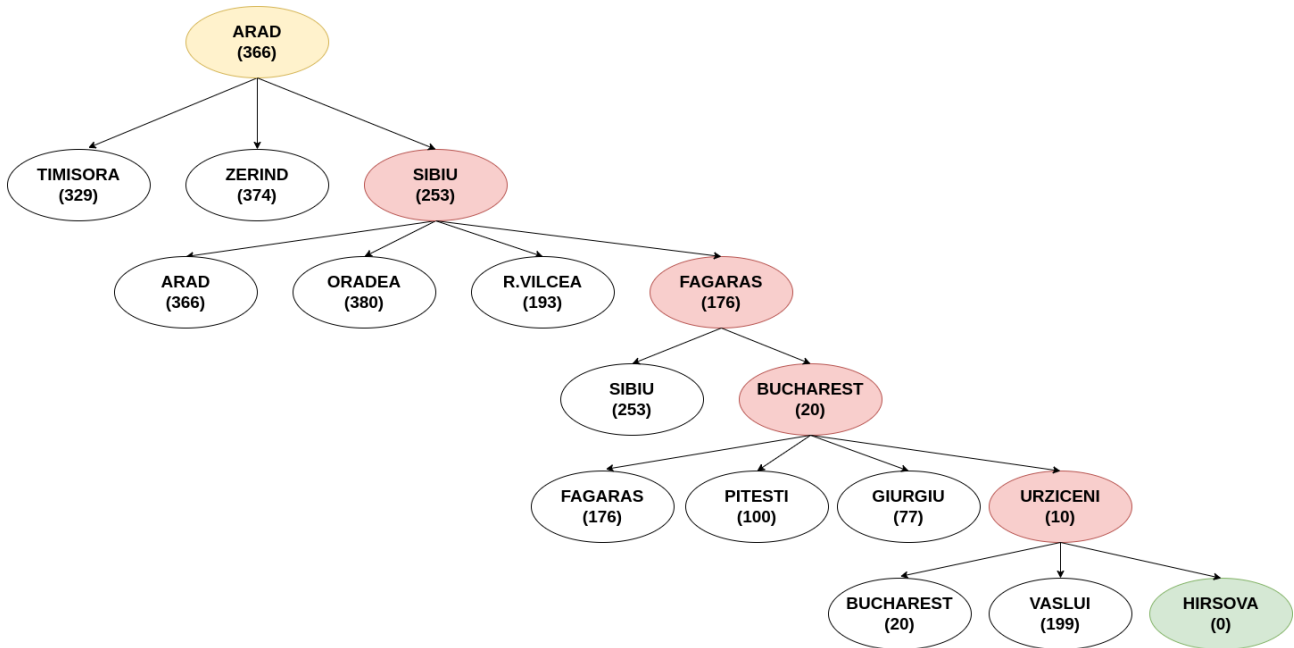 ARAD
(366)
TIMISORA
(329)
ZERIND
(374)
SIBIU
(253)
ARAD
(366)
ORADEA
(380)
R.VILCEA
(193)
FAGARAS
(176)
SIBIU
(253)
BUCHAREST
(20)
FAGARAS
(176)
PITESTI
(100)
GIURGIU
(77)
URZICENI
(10)
BUCHAREST
(20)
VASLUI
(199)
HIRSOVA
(0)